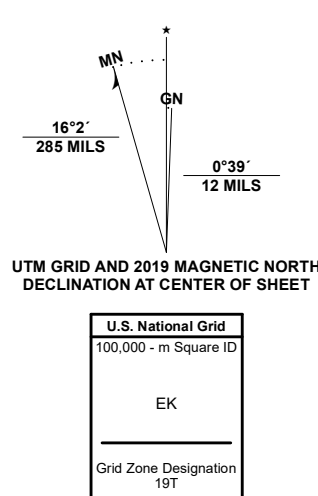 ★
MN
GN
16°2´
285 MILS
0°39´
12 MILS
UTM GRID AND 2019 MAGNETIC NORTH
DECLINATION AT CENTER OF SHEET
U.S. National Grid
100,000 - m Square ID
EK
Grid Zone Designation
19T